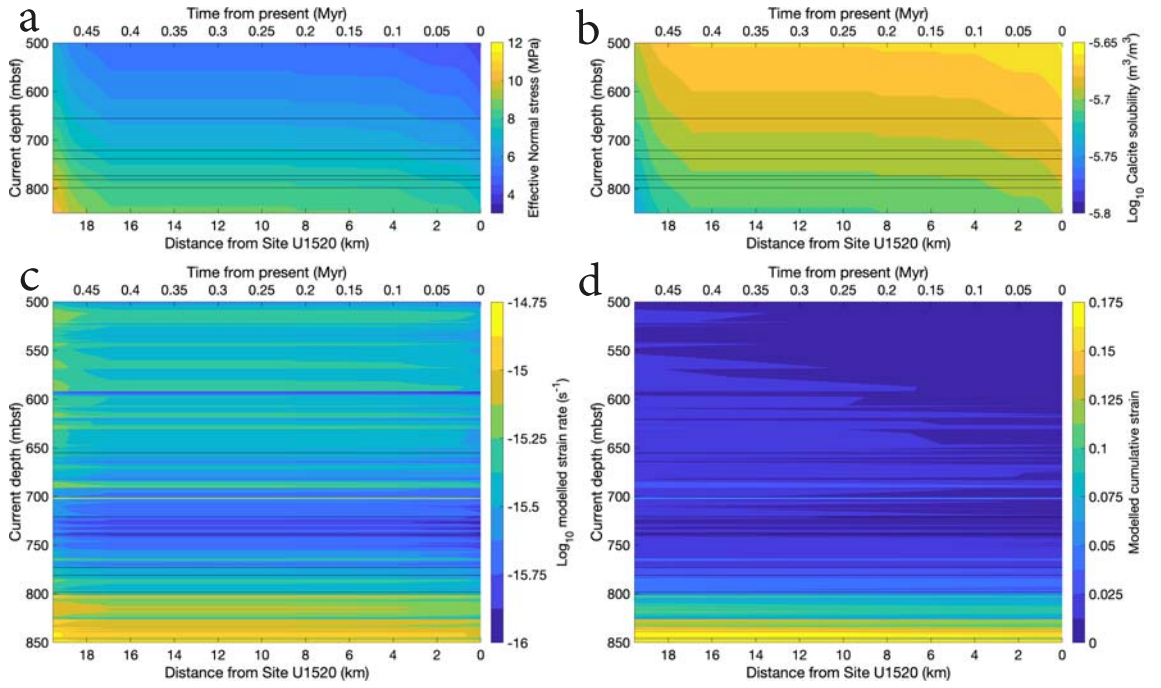 a
Time from present (Myr)
0.45 0.4 0.35 0.3 0.25 0.2 0.15 0.1 0.05 0
500
600
700
800
Current depth (mbsf)
18 16 14 12 10 8 6 4 2 0
Distance from Site U1520 (km)
12
10
8
6
4
Effective Normal stress (MPa)
b
Time from present (Myr)
0.45 0.4 0.35 0.3 0.25 0.2 0.15 0.1 0.05 0
500
600
700
800
Current depth (mbsf)
18 16 14 12 10 8 6 4 2 0
Distance from Site U1520 (km)
-5.65
-5.7
-5.75
-5.8
Log10 Calcite solubility (m3/m3)
c
Time from present (Myr)
0.45 0.4 0.35 0.3 0.25 0.2 0.15 0.1 0.05 0
500
550
600
650
700
750
800
850
Current depth (mbsf)
18 16 14 12 10 8 6 4 2 0
Distance from Site U1520 (km)
-14.75
-15
-15.25
-15.5
-15.75
-16
Log10 modelled strain rate (s-1)
d
Time from present (Myr)
0.45 0.4 0.35 0.3 0.25 0.2 0.15 0.1 0.05 0
500
550
600
650
700
750
800
850
Current depth (mbsf)
18 16 14 12 10 8 6 4 2 0
Distance from Site U1520 (km)
0.175
0.15
0.125
0.1
0.075
0.05
0.025
0
Modelled cumulative strain